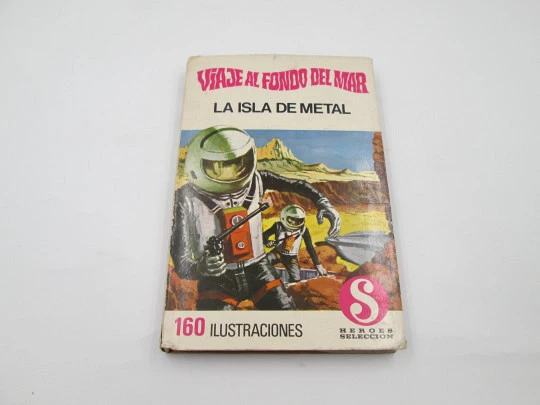 VIAJE AL FONDO DEL MAR
LA ISLA DE METAL
160 ILUSTRACIONES
S
HEROES
SELECCION